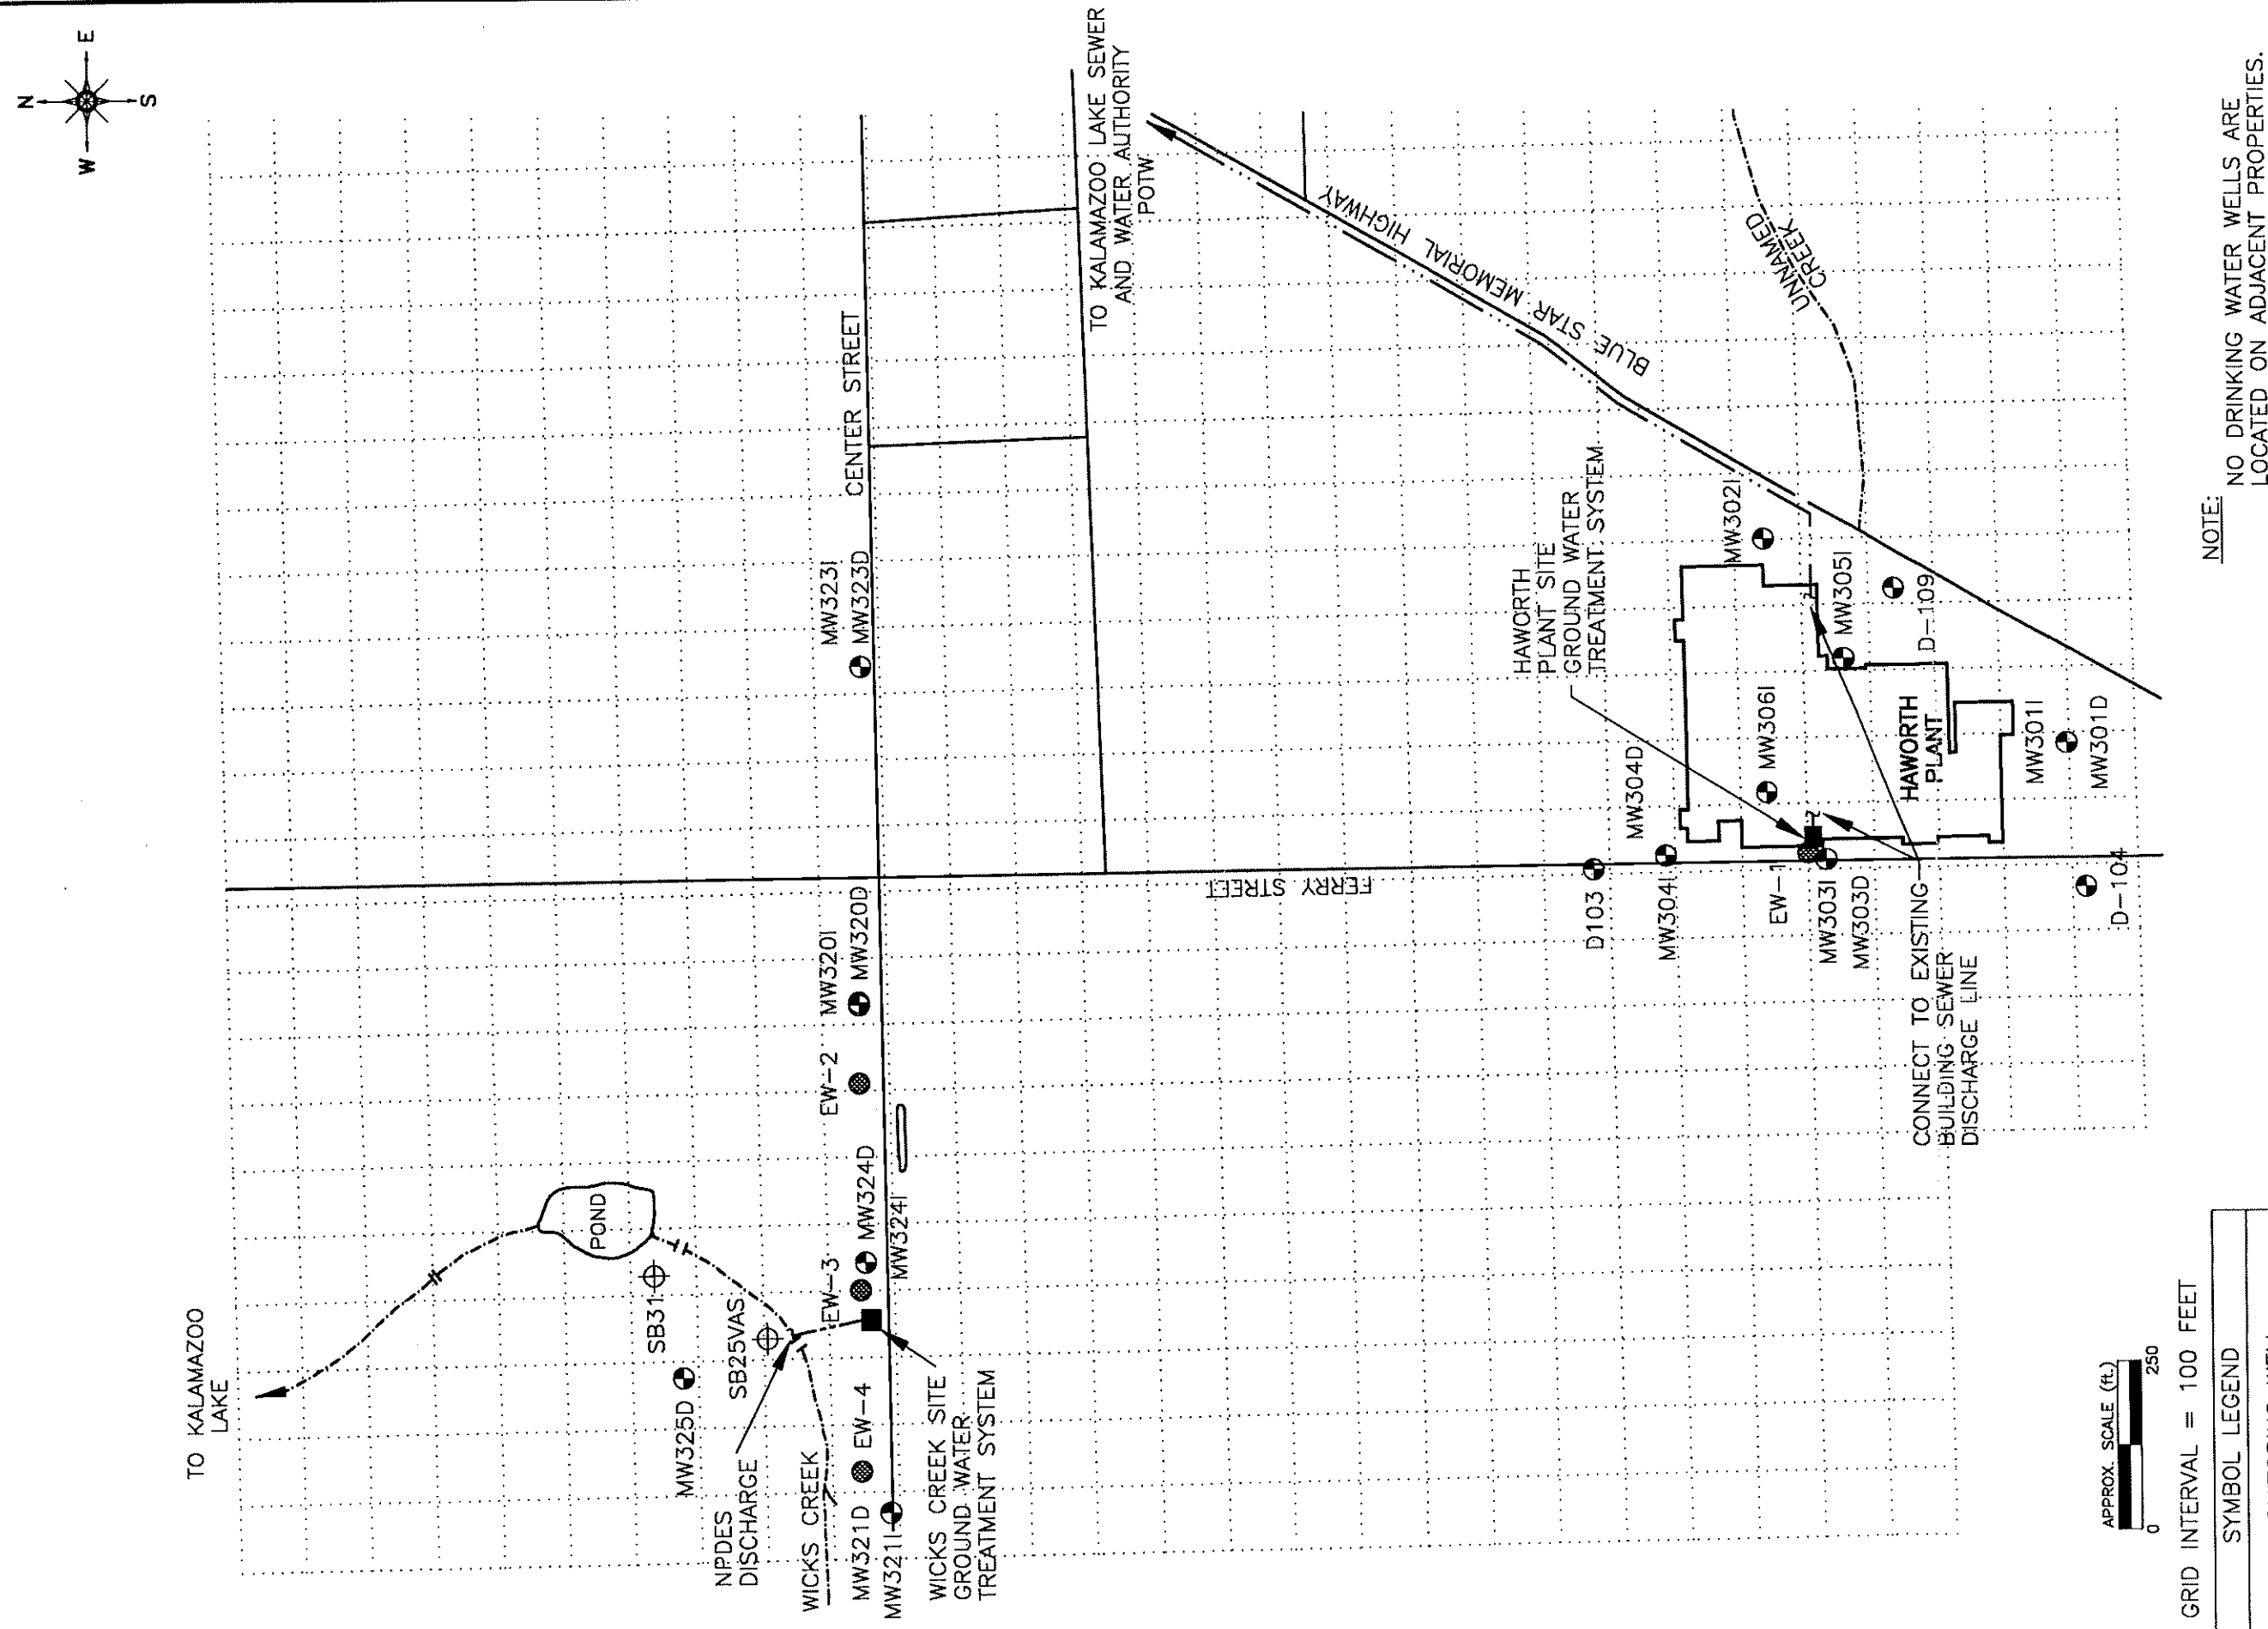 N
W
E
S
TO KALAMAZOO
LAKE
POND
SB31
MW325D
SB25VAS
NPDES
DISCHARGE
WICKS CREEK
EW-3
MW324D
MW324I
EW-2
MW320I
MW320D
MW321D
EW-4
MW321I
WICKS CREEK SITE
GROUND WATER
TREATMENT SYSTEM
MW323I
MW323D
CENTER STREET
TO KALAMAZOO LAKE SEWER
AND WATER AUTHORITY
POTW
FERRY STREET
BLUE STAR MEMORIAL HIGHWAY
UNNAMED
CREEK
HAWORTH
PLANT SITE
GROUND WATER
TREATMENT SYSTEM
MW302I
MW305I
D-109
MW306I
HAWORTH
PLANT
MW304D
D103
MW304I
EW-1
MW303I
MW303D
MW301I
MW301D
D-104
CONNECT TO EXISTING
BUILDING SEWER
DISCHARGE LINE
NOTE:
NO DRINKING WATER WELLS ARE
LOCATED ON ADJACENT PROPERTIES.
APPROX. SCALE (ft.)
0
250
GRID INTERVAL = 100 FEET
SYMBOL LEGEND